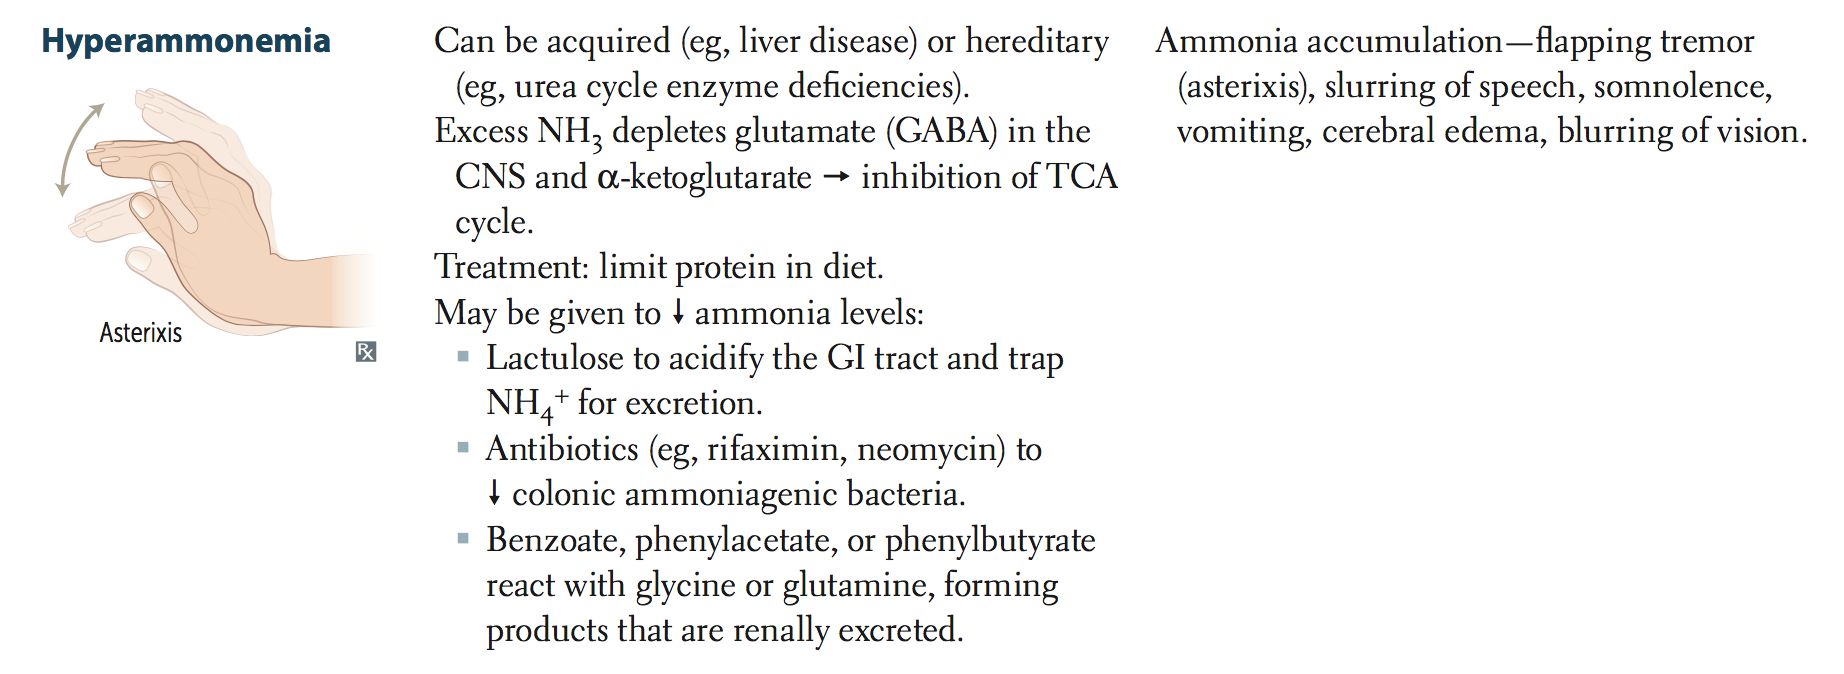 Hyperammonemia
Asterixis
Rx
Can be acquired (eg, liver disease) or hereditary
(eg, urea cycle enzyme deficiencies).
Excess NH₃ depletes glutamate (GABA) in the
CNS and α-ketoglutarate → inhibition of TCA
cycle.
Treatment: limit protein in diet.
May be given to ↓ ammonia levels:
▪ Lactulose to acidify the GI tract and trap
NH₄⁺ for excretion.
▪ Antibiotics (eg, rifaximin, neomycin) to
↓ colonic ammoniagenic bacteria.
▪ Benzoate, phenylacetate, or phenylbutyrate
react with glycine or glutamine, forming
products that are renally excreted.
Ammonia accumulation—flapping tremor
(asterixis), slurring of speech, somnolence,
vomiting, cerebral edema, blurring of vision.